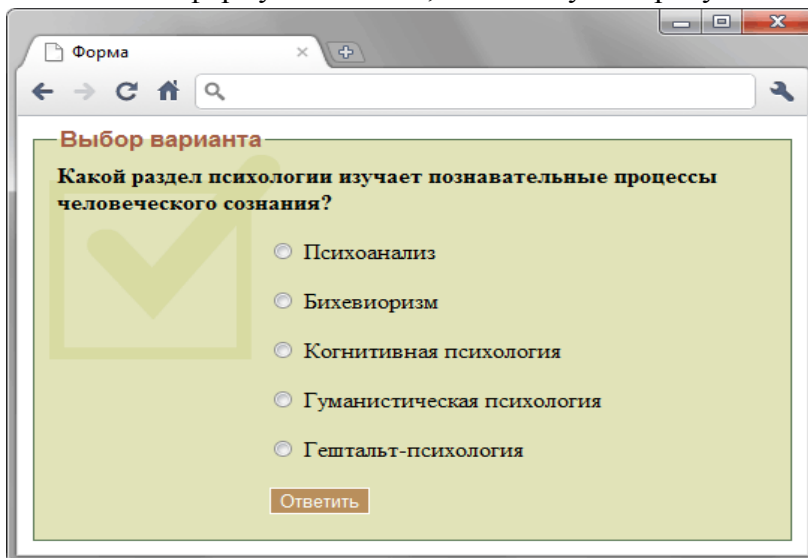 Форма
Выбор варианта
Какой раздел психологии изучает познавательные процессы
человеческого сознания?
Психоанализ
Бихевиоризм
Когнитивная психология
Гуманистическая психология
Гештальт-психология
Ответить